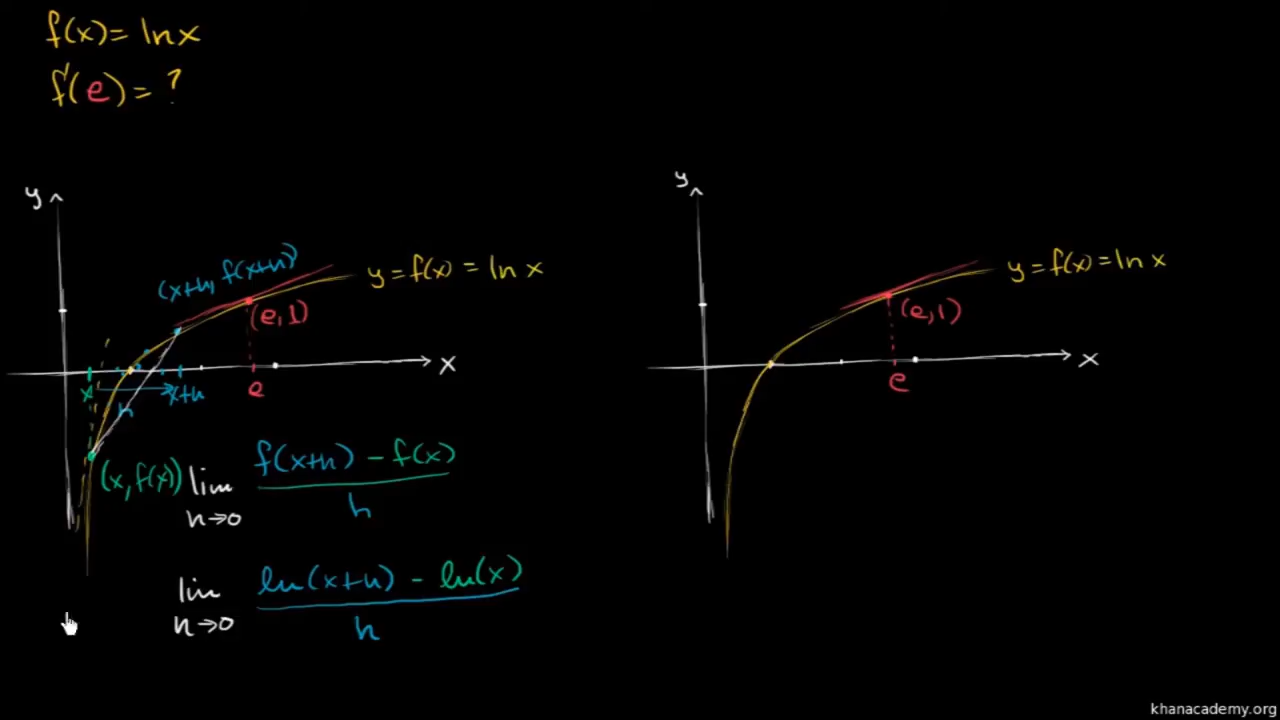 f(x) = ln x
f'(e) = ?
y
(x+h, f(x+h))
y = f(x) = ln x
(e, 1)
x
x
h
x+h
e
(x, f(x))
lim h→0 f(x+h) - f(x)
h
lim h→0 ln(x+h) - ln(x)
h
y
y = f(x) = ln x
(e, 1)
x
e
khanacademy.org